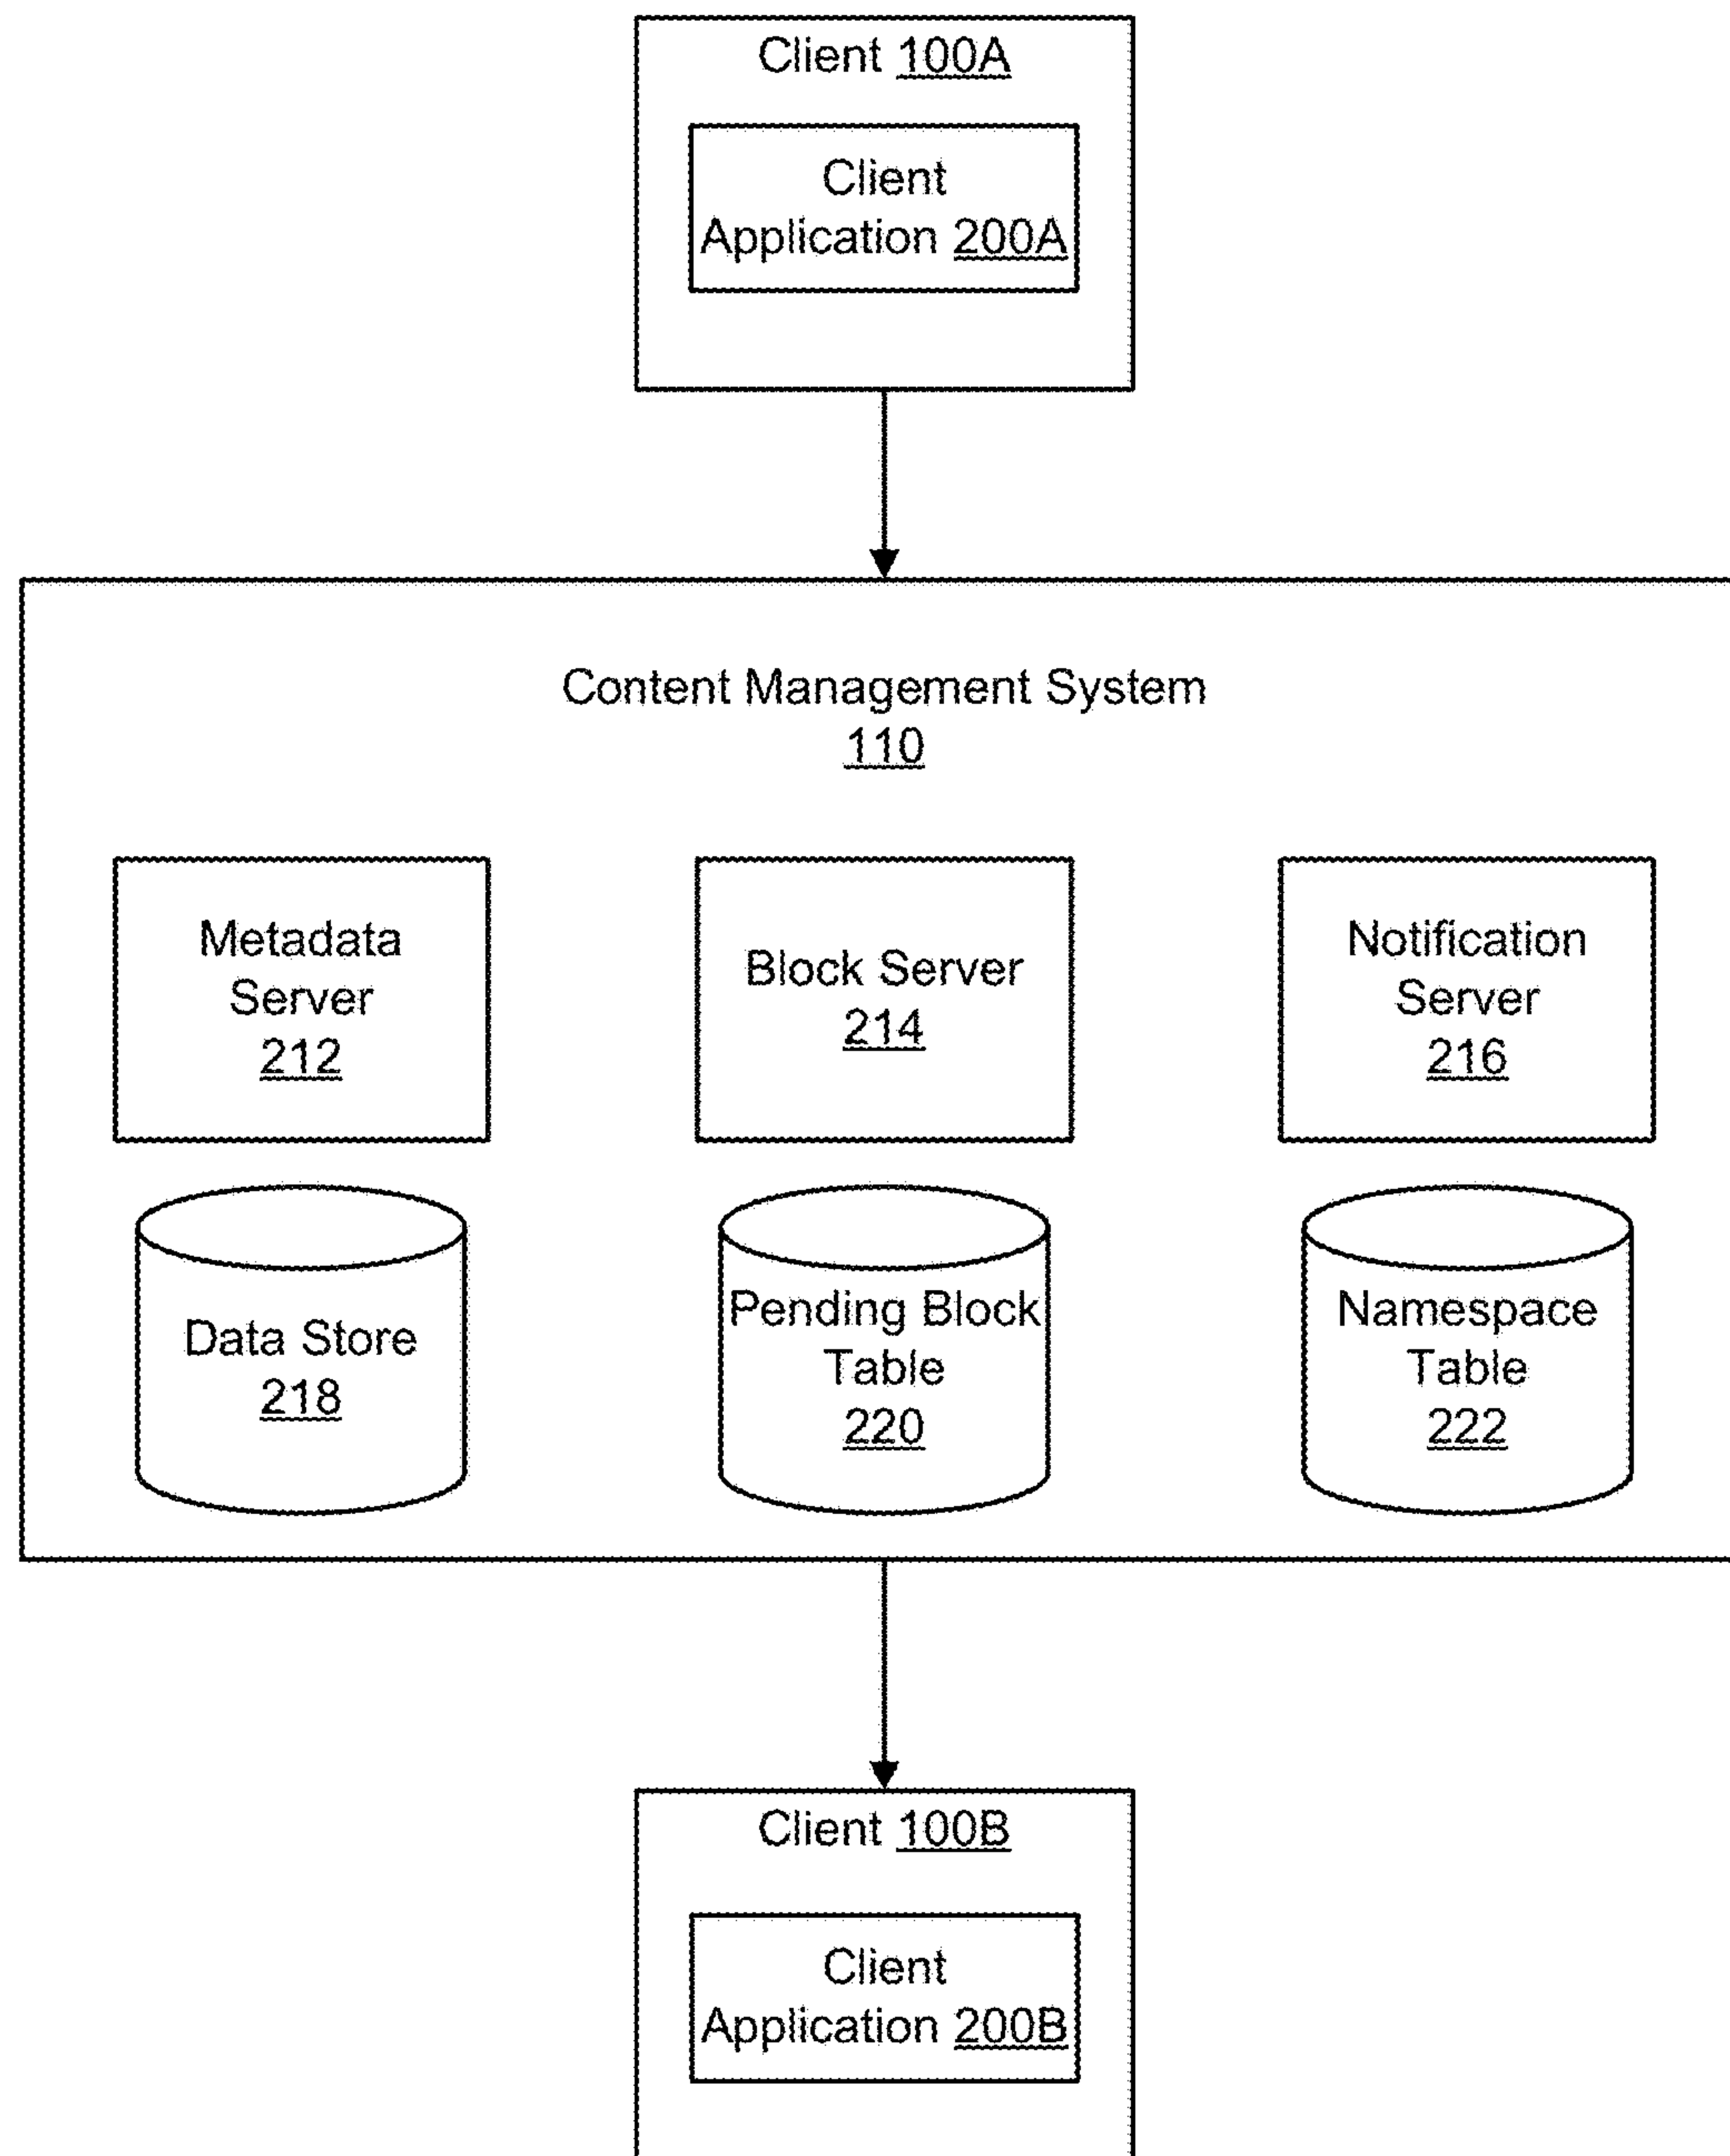 Client 100A
Client
Application 200A
Content Management System
110
Metadata
Server
212
Block Server
214
Notification
Server
216
Data Store
218
Pending Block
Table
220
Namespace
Table
222
Client 100B
Client
Application 200B